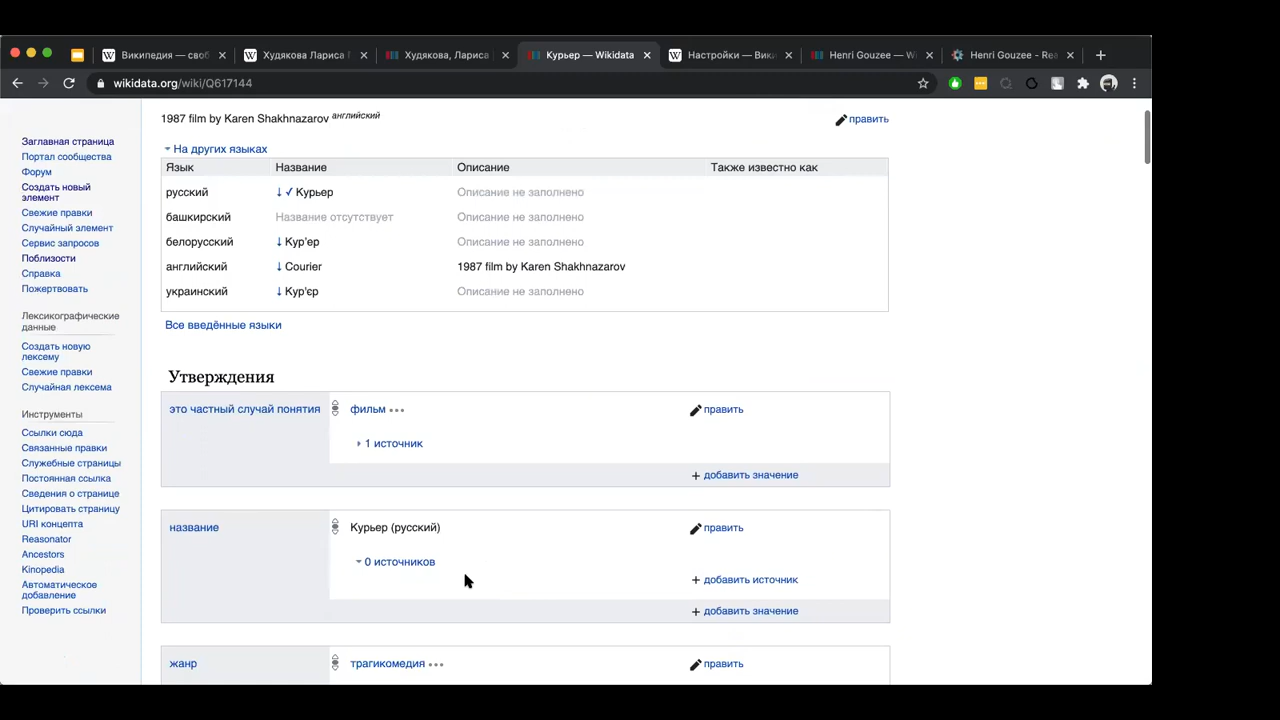 Википедия — своб
Худякова Лариса
Худякова, Лариса
Курьер — Wikidata
Настройки — Вики
Henri Gouzee — W
Henri Gouzee - Rea
wikidata.org/wiki/Q617144
1987 film by Karen Shakhnazarov английский
править
На других языках
Язык Название Описание Также известно как
русский Курьер Описание не заполнено
башкирский Название отсутствует Описание не заполнено
белорусский Кур'ер Описание не заполнено
английский Courier 1987 film by Karen Shakhnazarov
украинский Кур'єр Описание не заполнено
Все введённые языки
Заглавная страница
Портал сообщества
Форум
Создать новый
элемент
Свежие правки
Случайный элемент
Сервис запросов
Поблизости
Справка
Пожертвовать
Лексикографические
данные
Создать новую
лексему
Свежие правки
Случайная лексема
Инструменты
Ссылки сюда
Связанные правки
Служебные страницы
Постоянная ссылка
Сведения о странице
Цитировать страницу
URI концепта
Reasonator
Ancestors
Kinopedia
Автоматическое
добавление
Проверить ссылки
Утверждения
это частный случай понятия фильм править
1 источник
+ добавить значение
название Курьер (русский) править
0 источников
+ добавить источник
+ добавить значение
жанр трагикомедия править